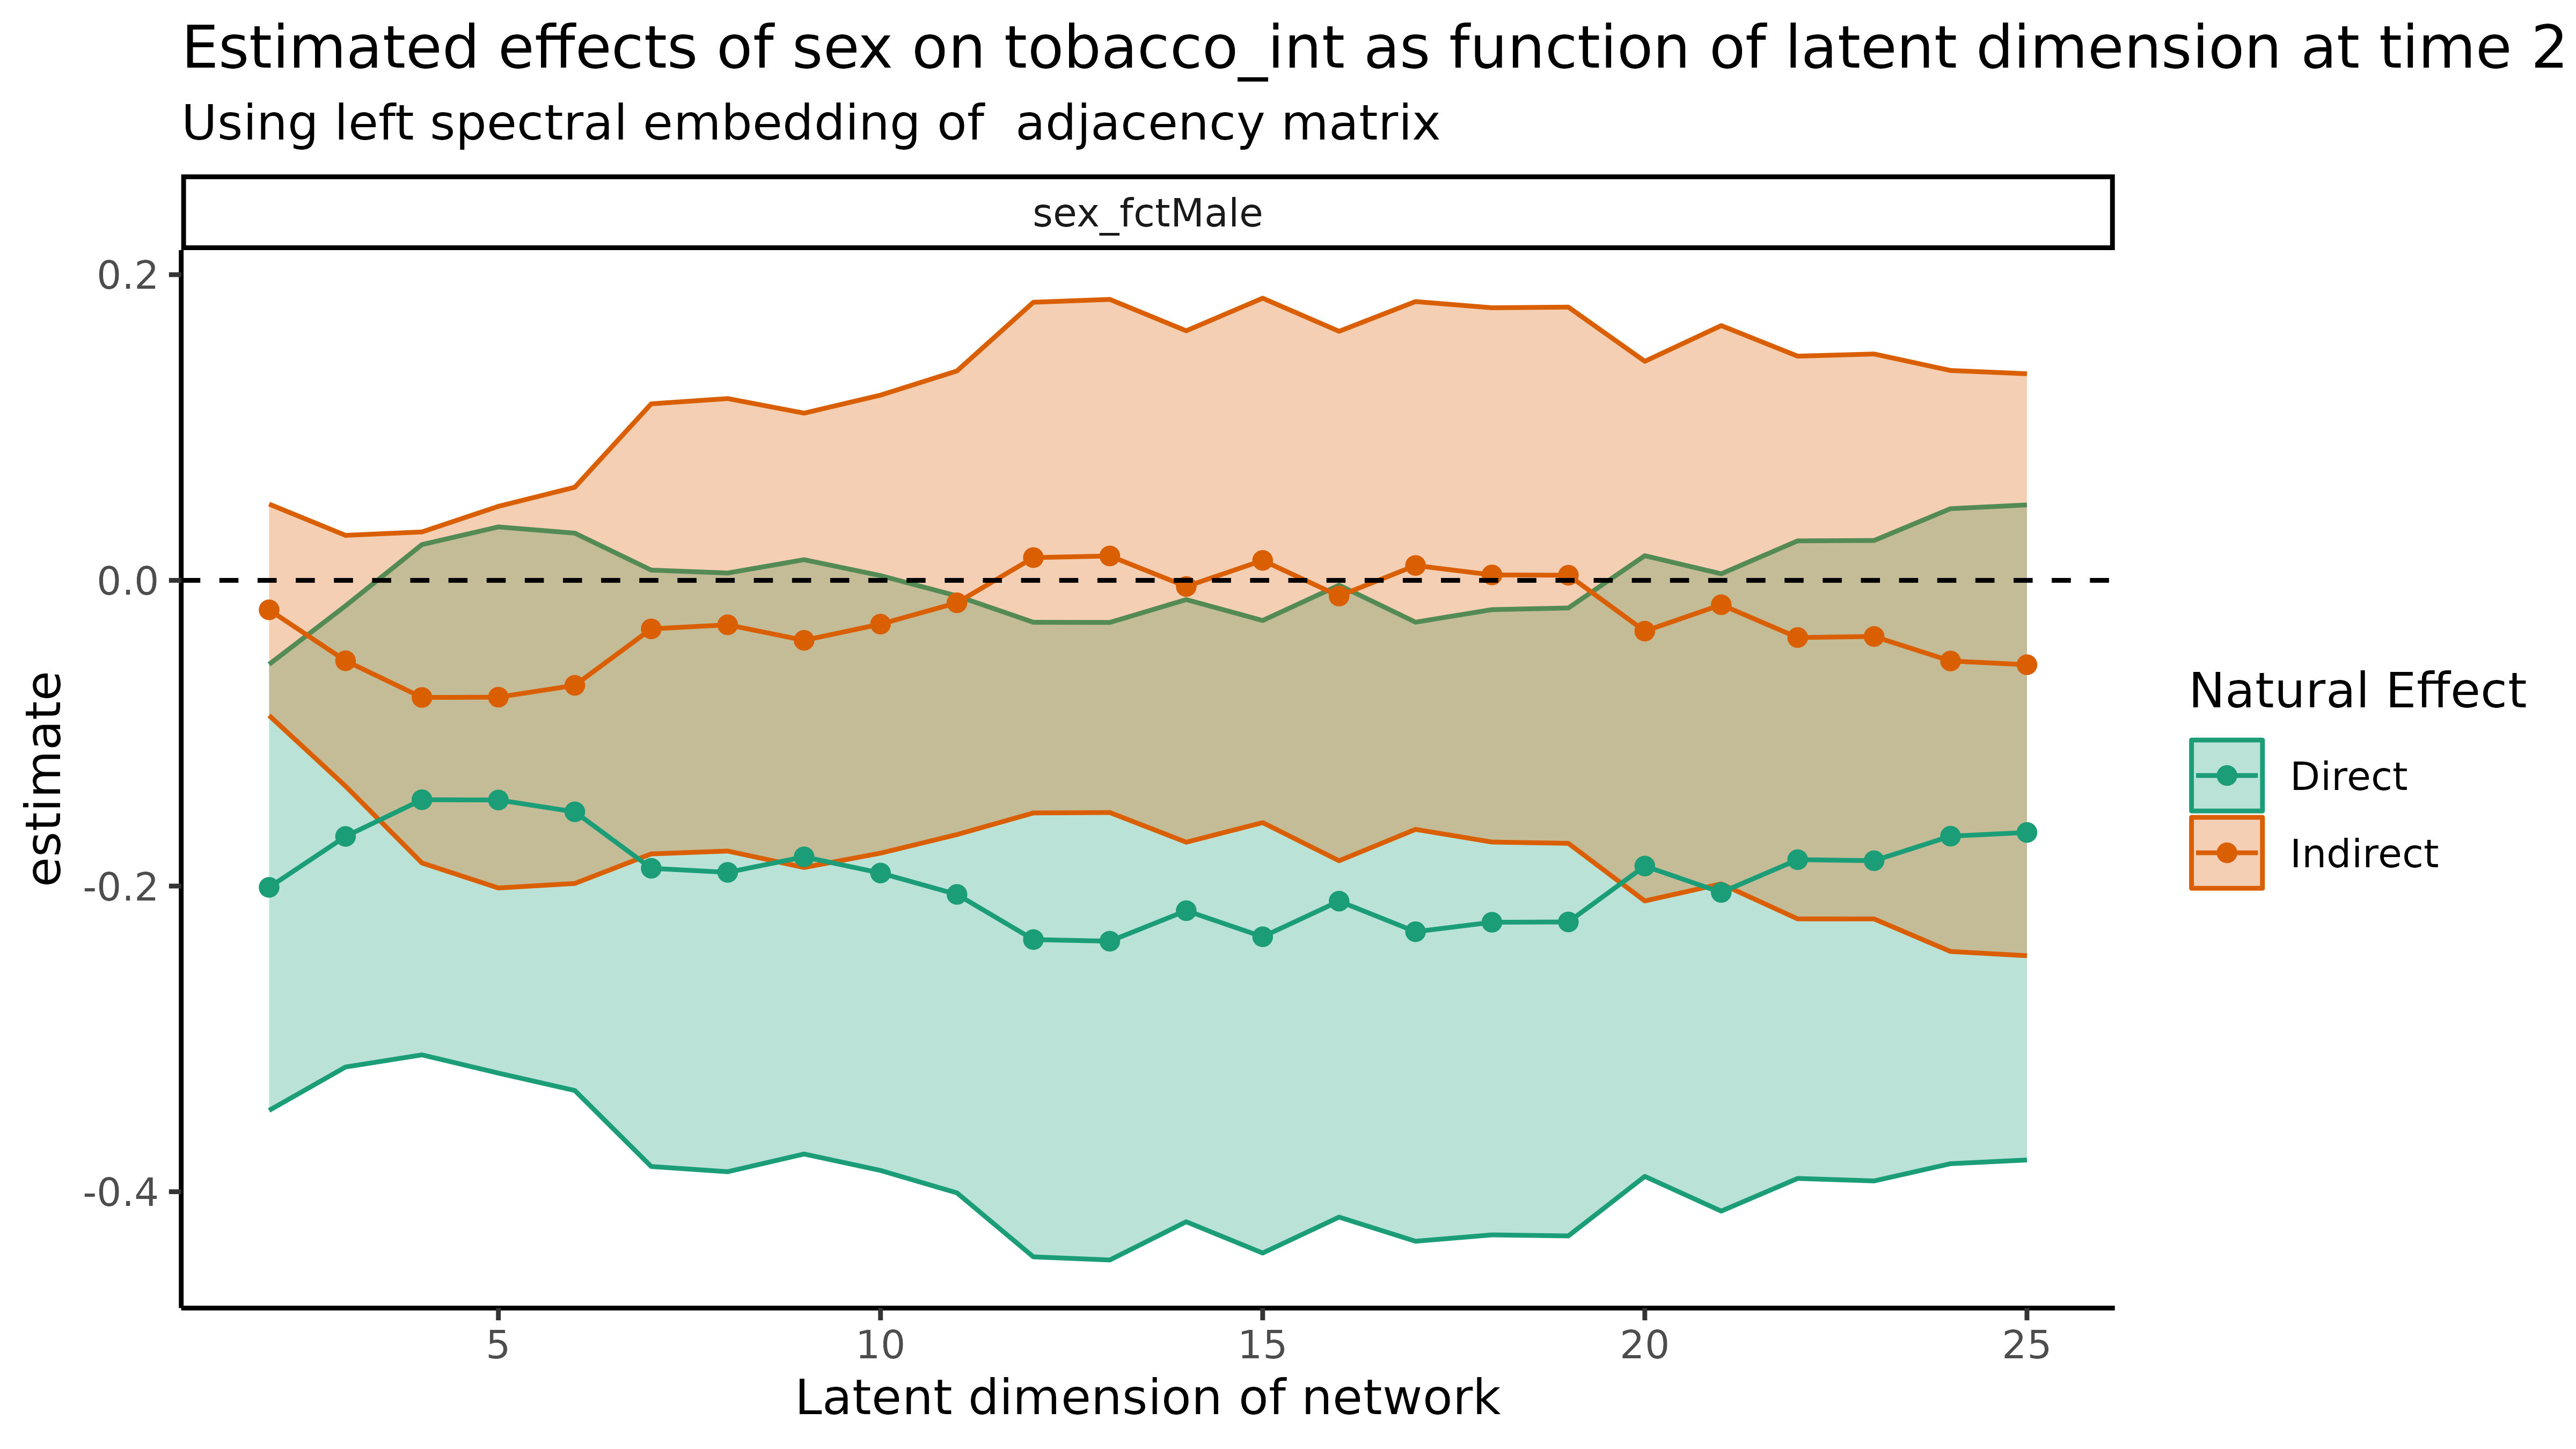 Estimated effects of sex on tobacco_int as function of latent dimension at time 2
Using left spectral embedding of  adjacency matrix
sex_fctMale
0.2
0.0
-0.2
-0.4
estimate
5
10
15
20
25
Latent dimension of network
Natural Effect
Direct
Indirect